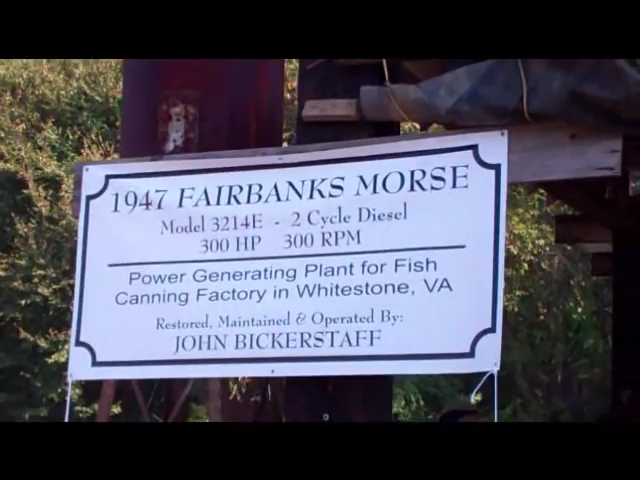 1947 FAIRBANKS MORSE
Model 3214E - 2 Cycle Diesel
300 HP 300 RPM
Power Generating Plant for Fish
Canning Factory in Whitestone, VA
Restored, Maintained & Operated By:
JOHN BICKERSTAFF